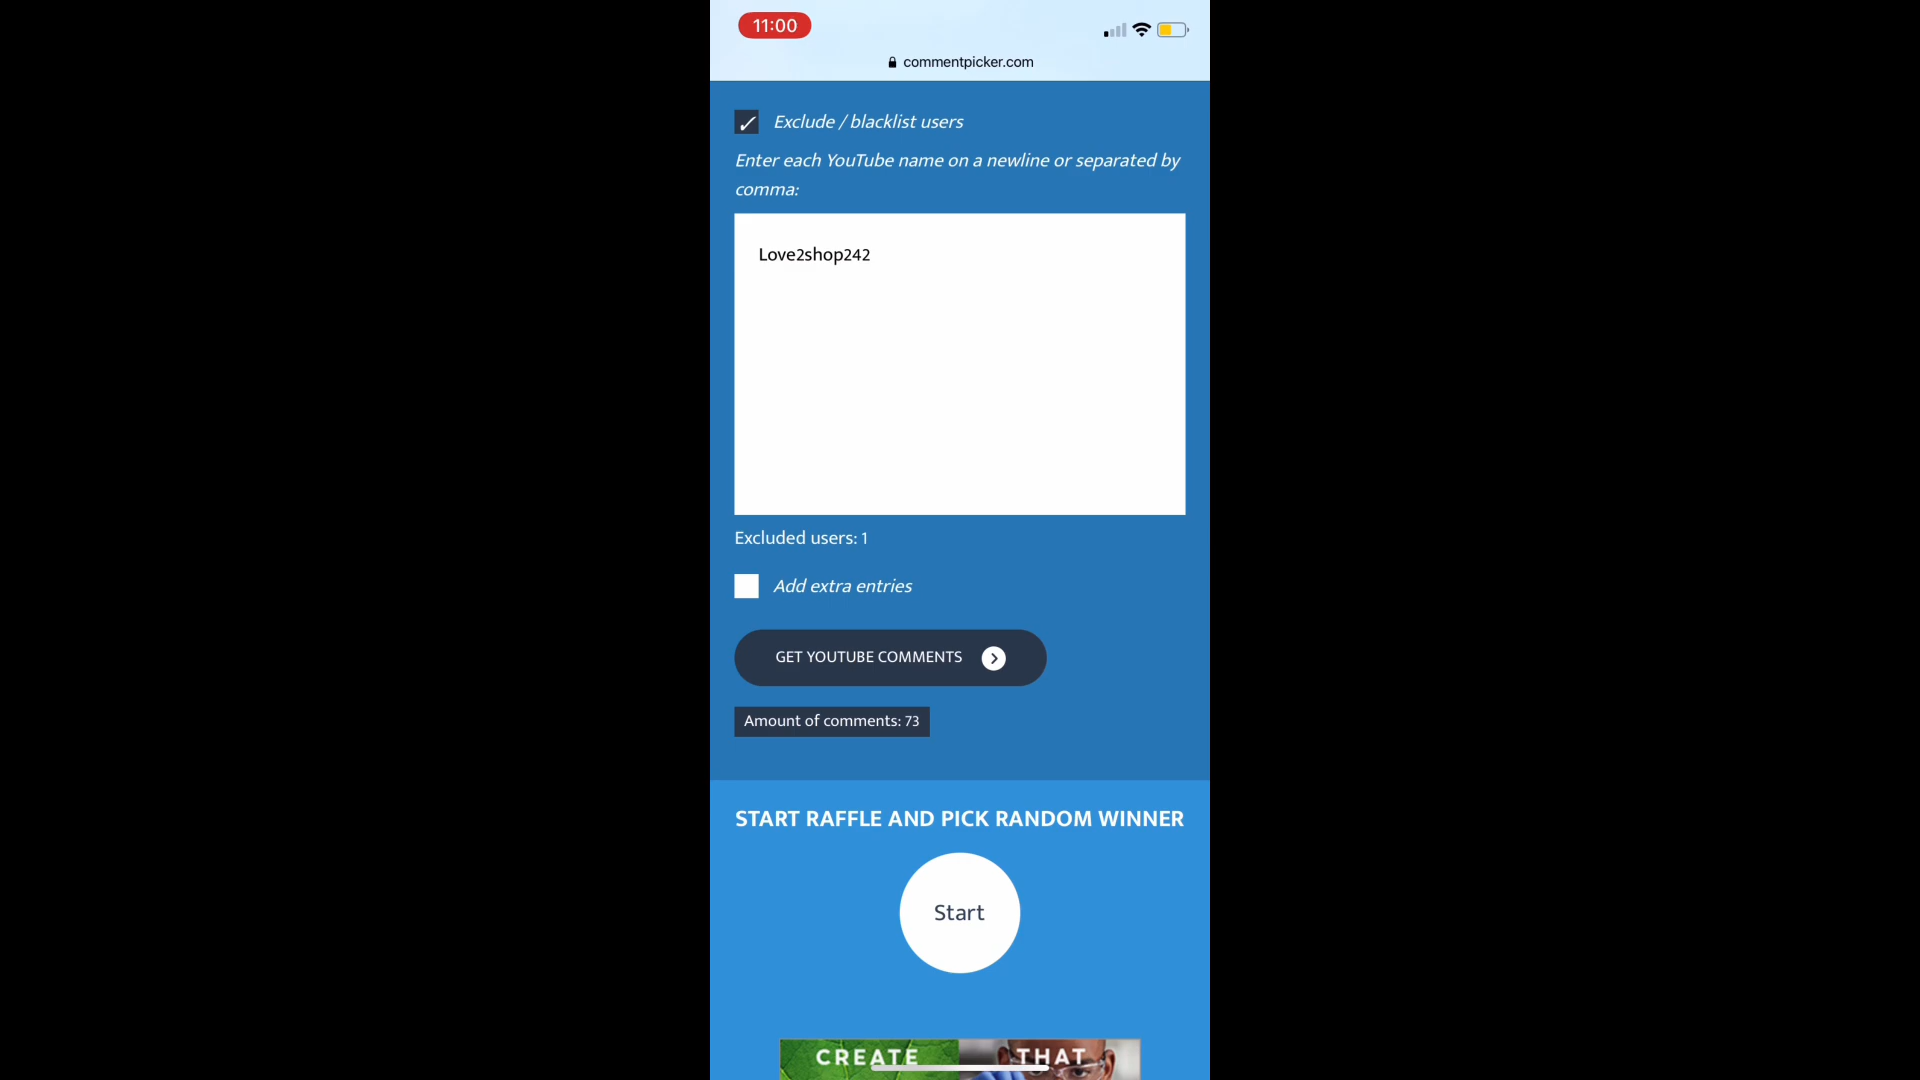 11:00
commentpicker.com
Exclude / blacklist users
Enter each YouTube name on a newline or separated by
comma:
Love2shop242
Excluded users: 1
Add extra entries
GET YOUTUBE COMMENTS
Amount of comments: 73
START RAFFLE AND PICK RANDOM WINNER
Start
CREATE THAT